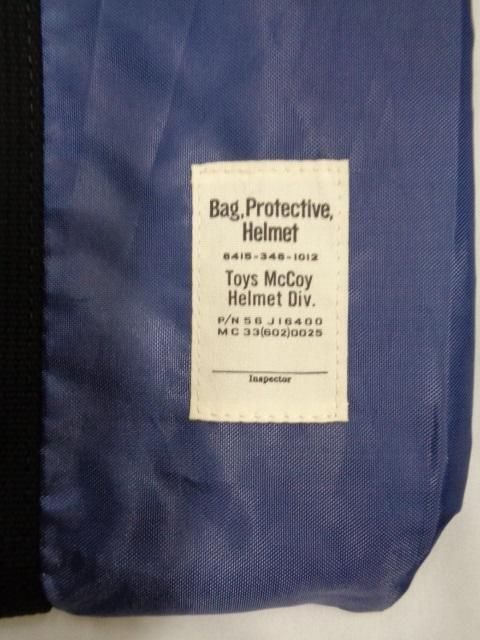 Bag, Protective,
Helmet
8415-346-1012
Toys McCoy
Helmet Div.
P/N 56 J16400
MC 33(602)0025
Inspector